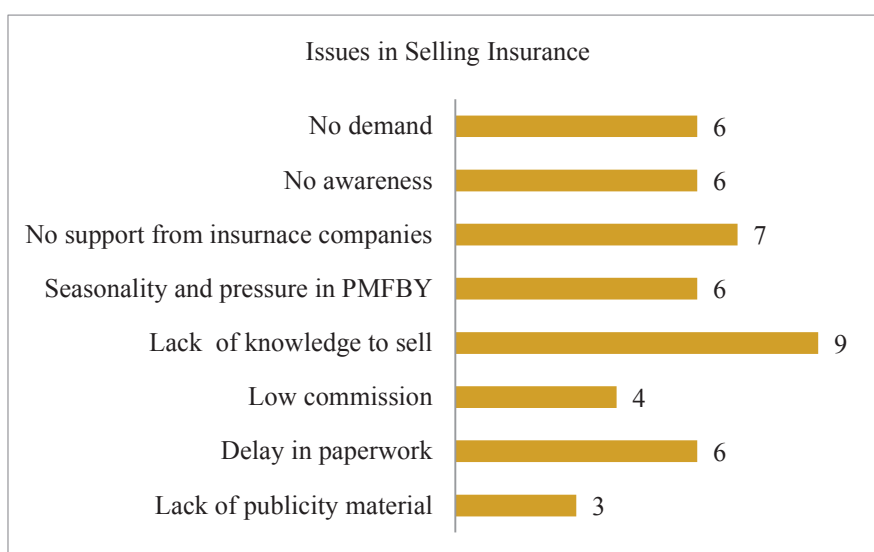 Issues in Selling Insurance
No demand 6
No awareness 6
No support from insurnace companies 7
Seasonality and pressure in PMFBY 6
Lack of knowledge to sell 9
Low commission 4
Delay in paperwork 6
Lack of publicity material 3